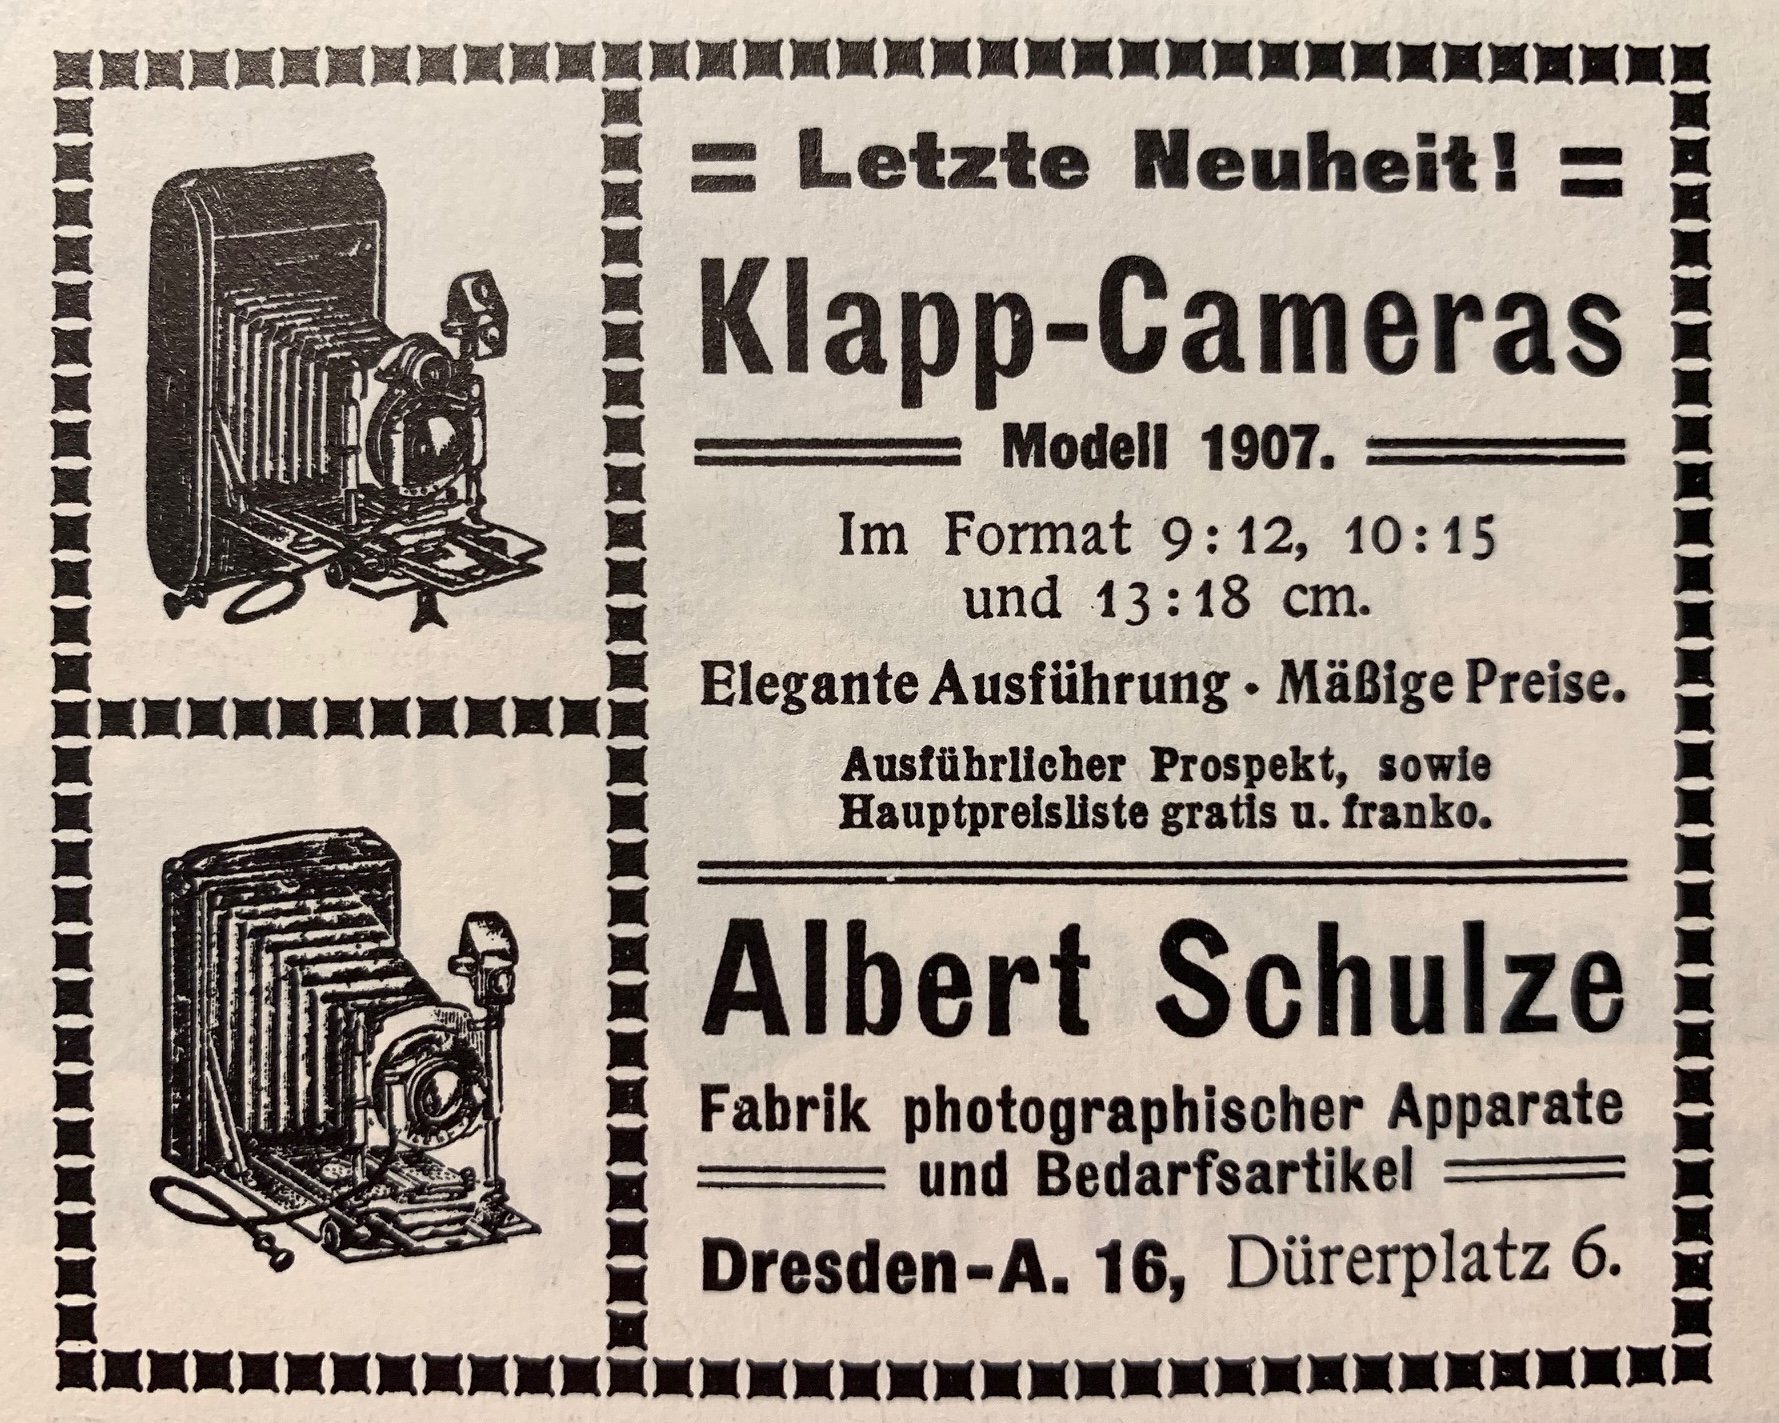 = Letzte Neuheit! =
Klapp-Cameras
Modell 1907.
Im Format 9:12, 10:15
und 13:18 cm.
Elegante Ausführung · Mäßige Preise.
Ausführlicher Prospekt, sowie
Hauptpreisliste gratis u. franko.
Albert Schulze
Fabrik photographischer Apparate
und Bedarfsartikel
Dresden-A. 16, Dürerplatz 6.